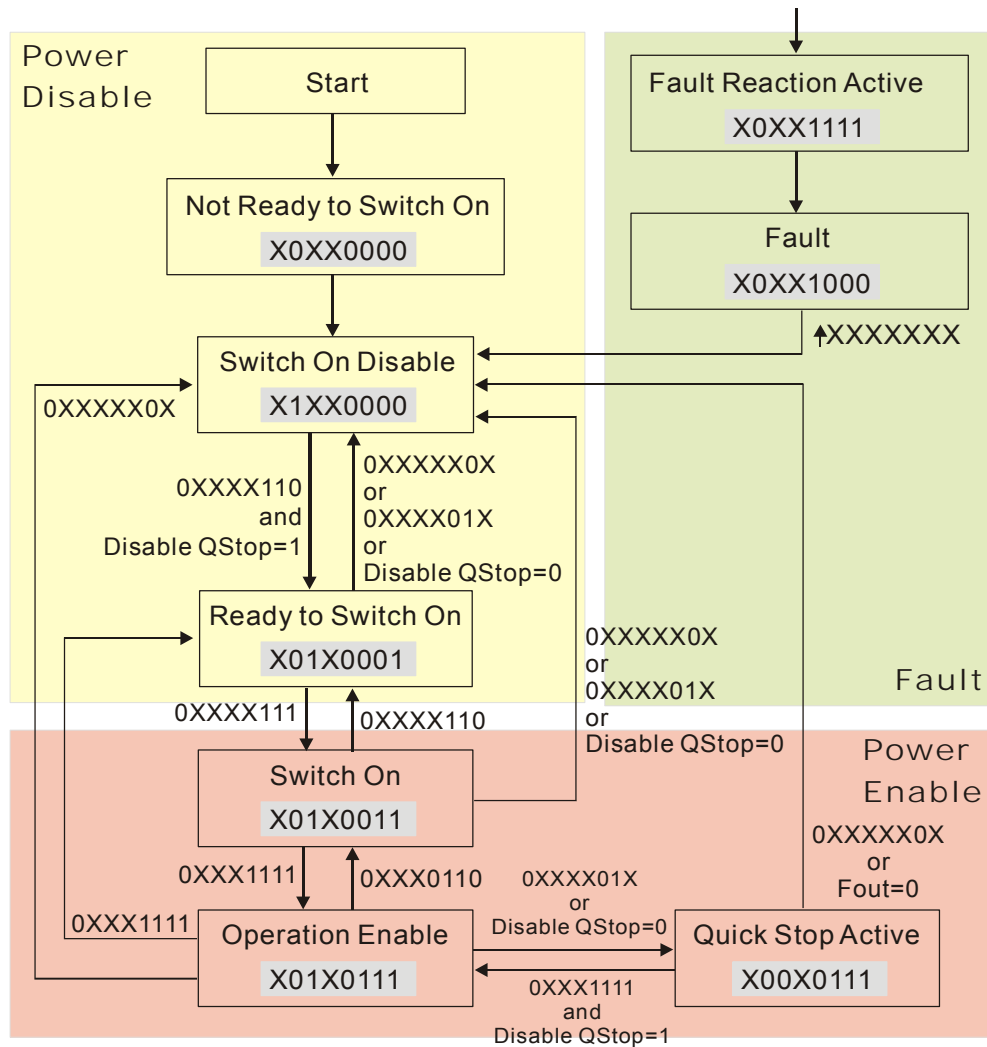 Power
Disable
Start
Not Ready to Switch On
X0XX0000
Switch On Disable
X1XX0000
0XXXXX0X
0XXXX110
and
Disable QStop=1
0XXXXX0X
or
0XXXX01X
or
Disable QStop=0
Ready to Switch On
X01X0001
0XXXX111
0XXXX110
Fault Reaction Active
X0XX1111
Fault
X0XX1000
XXXXXXX
Fault
0XXXXX0X
or
0XXXX01X
or
Disable QStop=0
Power
Enable
Switch On
X01X0011
0XXX1111
0XXX0110
0XXX1111
Operation Enable
X01X0111
0XXXX01X
or
Disable QStop=0
0XXX1111
and
Disable QStop=1
0XXXXX0X
or
Fout=0
Quick Stop Active
X00X0111